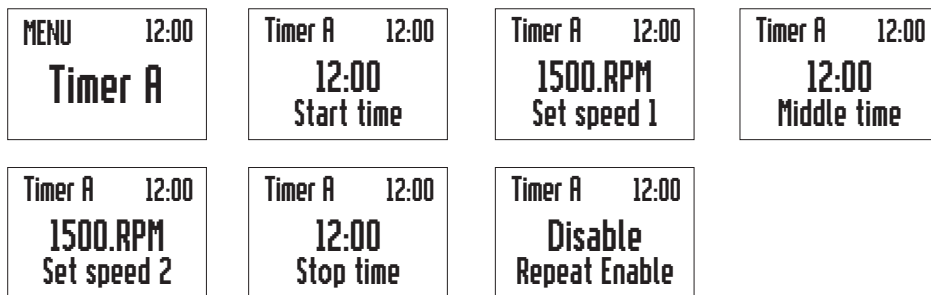 MENU 12:00
Timer A
Timer A 12:00
12:00
Start time
Timer A 12:00
1500.RPM
Set speed 1
Timer A 12:00
12:00
Middle time
Timer A 12:00
1500.RPM
Set speed 2
Timer A 12:00
12:00
Stop time
Timer A 12:00
Disable
Repeat Enable